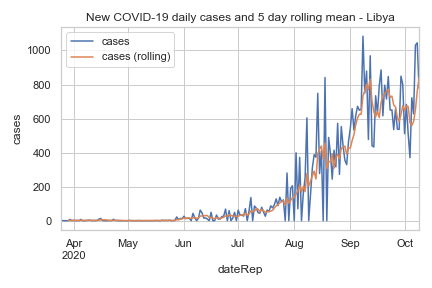 New COVID-19 daily cases and 5 day rolling mean - Libya
cases
cases (rolling)
1000
800
600
400
200
0
cases
Apr
2020
May
Jun
Jul
Aug
Sep
Oct
dateRep